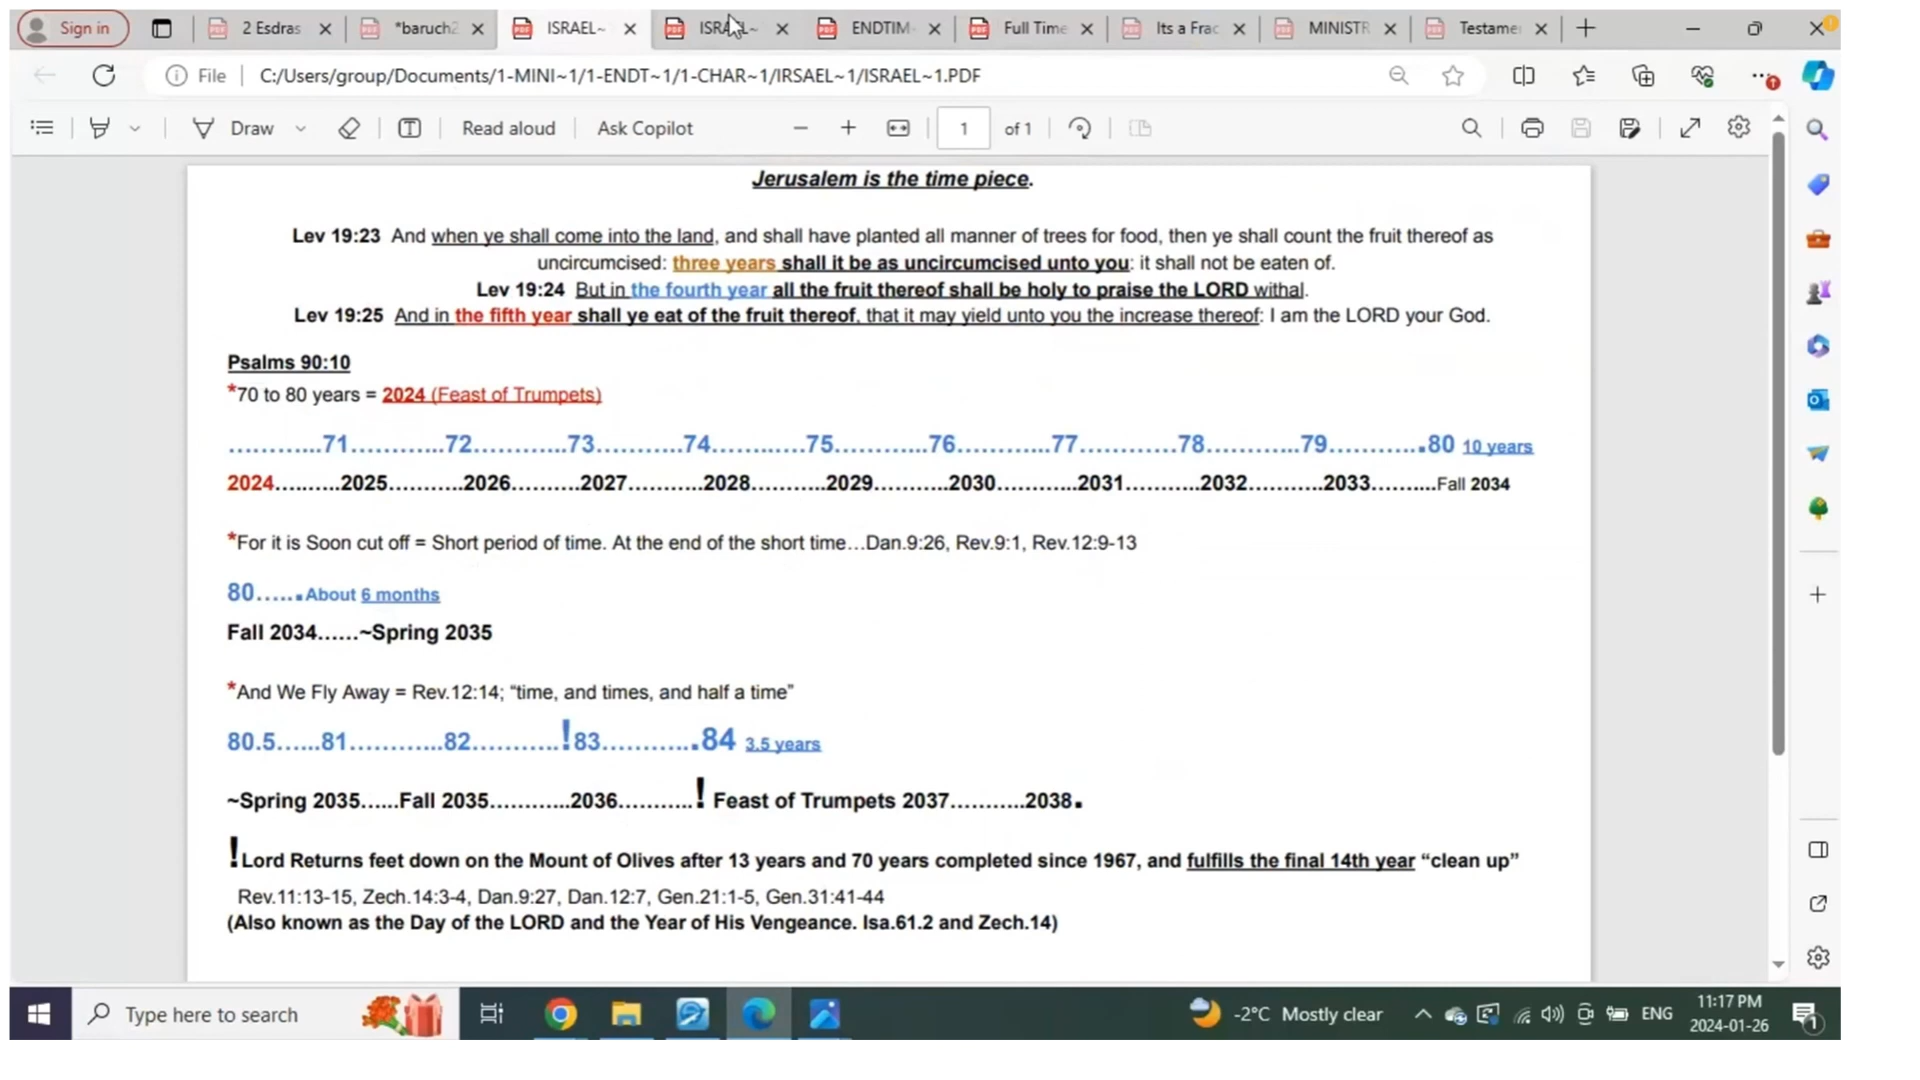 Sign in
2 Esdras
*baruch2
ISRAEL~
ISRAEL~
ENDTIM
Full Time
Its a Frac
MINISTR
Testame
File C:/Users/group/Documents/1-MINI~1/1-ENDT~1/1-CHAR~1/IRSAEL~1/ISRAEL~1.PDF
Draw Read aloud Ask Copilot 1 of 1
Jerusalem is the time piece.
Lev 19:23 And when ye shall come into the land, and shall have planted all manner of trees for food, then ye shall count the fruit thereof as
uncircumcised: three years shall it be as uncircumcised unto you: it shall not be eaten of.
Lev 19:24 But in the fourth year all the fruit thereof shall be holy to praise the LORD withal.
Lev 19:25 And in the fifth year shall ye eat of the fruit thereof, that it may yield unto you the increase thereof: I am the LORD your God.
Psalms 90:10
*70 to 80 years = 2024 (Feast of Trumpets)
………...71………...72………...73……….74……...75………..76………...77………...78………..79………..80 10 years
2024……...2025……….2026……….2027……….2028……….2029……….2030……….2031……….2032……….2033……...Fall 2034
*For it is Soon cut off = Short period of time. At the end of the short time…Dan.9:26, Rev.9:1, Rev.12:9-13
80…...About 6 months
Fall 2034……~Spring 2035
*And We Fly Away = Rev.12:14; “time, and times, and half a time”
80.5…...81………...82………..!83………..84 3.5 years
~Spring 2035…...Fall 2035………..2036………..! Feast of Trumpets 2037………..2038.
!Lord Returns feet down on the Mount of Olives after 13 years and 70 years completed since 1967, and fulfills the final 14th year “clean up”
Rev.11:13-15, Zech.14:3-4, Dan.9:27, Dan.12:7, Gen.21:1-5, Gen.31:41-44
(Also known as the Day of the LORD and the Year of His Vengeance. Isa.61.2 and Zech.14)
Type here to search
-2°C Mostly clear
ENG
11:17 PM
2024-01-26
1